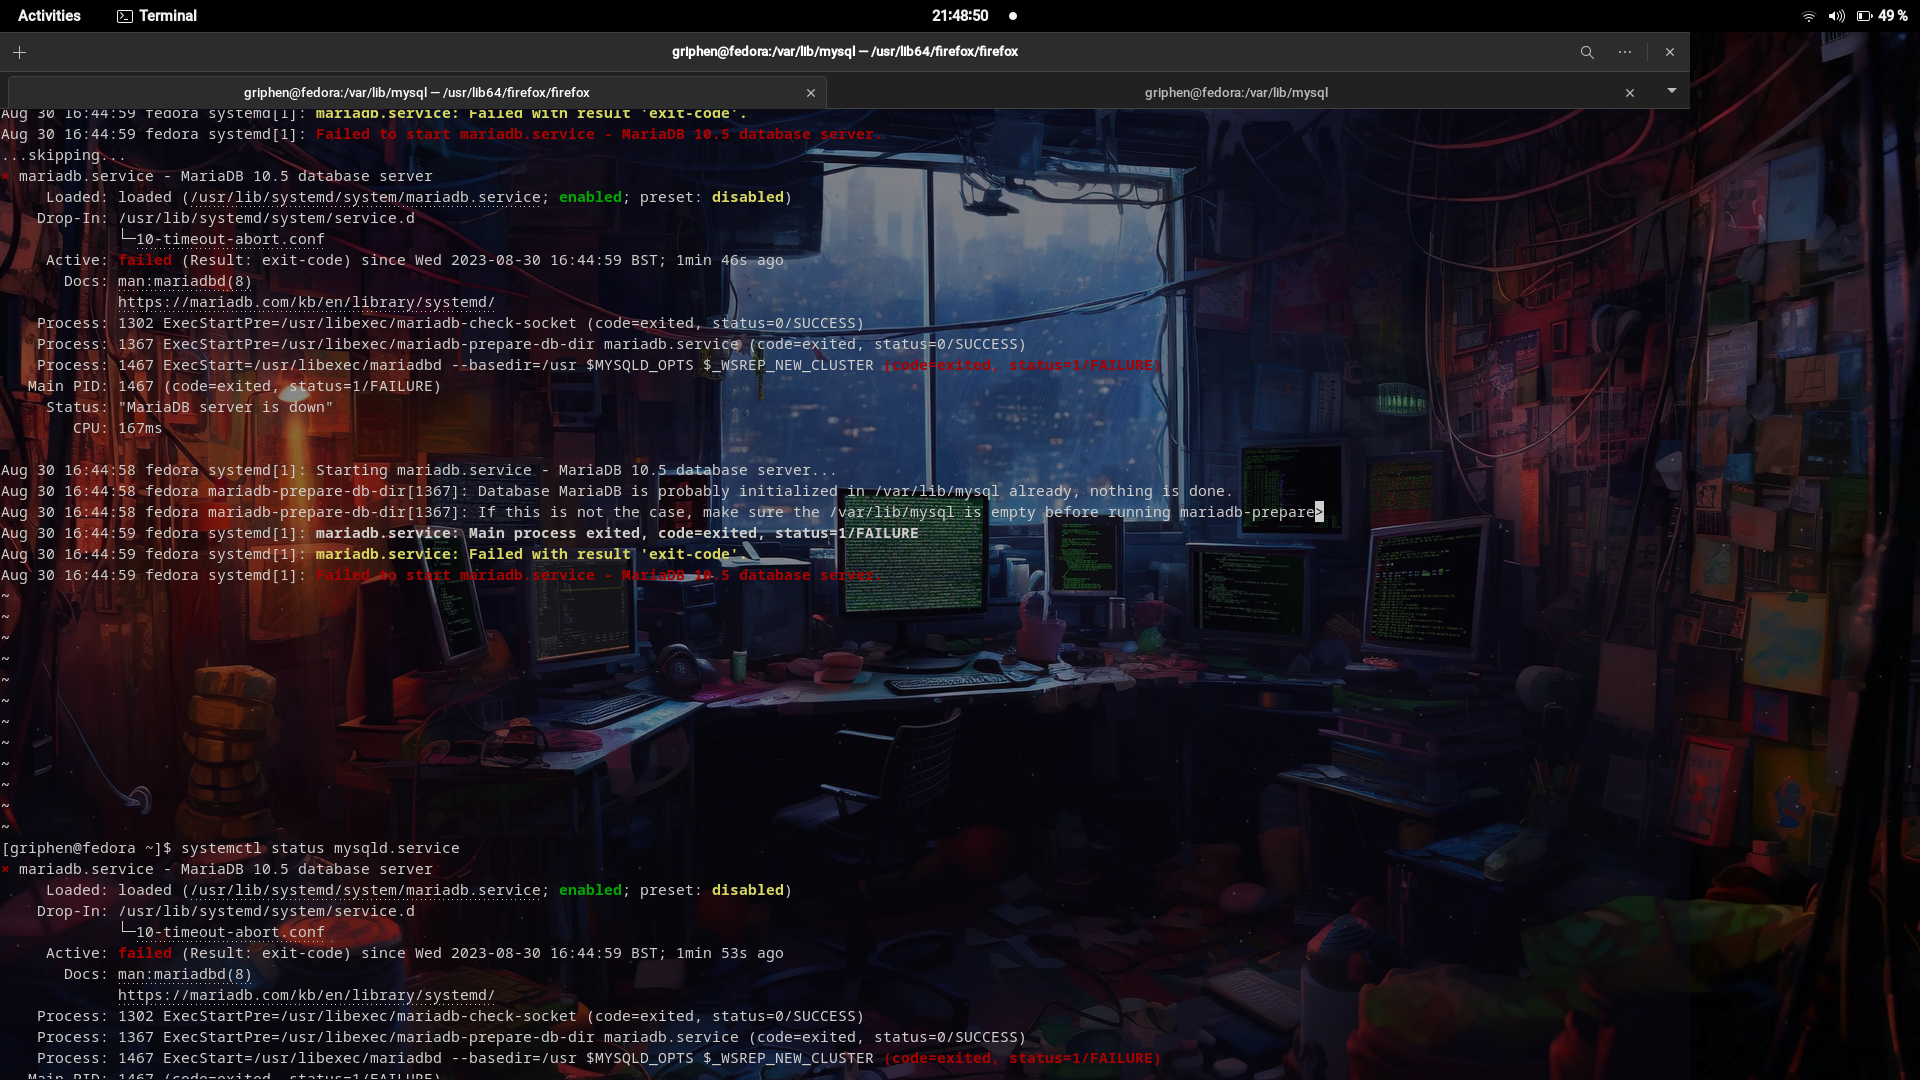 Activities Terminal 21:48:50 49 %
griphen@fedora:/var/lib/mysql — /usr/lib64/firefox/firefox
griphen@fedora:/var/lib/mysql — /usr/lib64/firefox/firefox griphen@fedora:/var/lib/mysql
Aug 30 16:44:59 fedora systemd[1]: mariadb.service: Failed with result 'exit-code'.
Aug 30 16:44:59 fedora systemd[1]: Failed to start mariadb.service - MariaDB 10.5 database server.
...skipping...
× mariadb.service - MariaDB 10.5 database server
Loaded: loaded (/usr/lib/systemd/system/mariadb.service; enabled; preset: disabled)
Drop-In: /usr/lib/systemd/system/service.d
└─10-timeout-abort.conf
Active: failed (Result: exit-code) since Wed 2023-08-30 16:44:59 BST; 1min 46s ago
Docs: man:mariadbd(8)
https://mariadb.com/kb/en/library/systemd/
Process: 1302 ExecStartPre=/usr/libexec/mariadb-check-socket (code=exited, status=0/SUCCESS)
Process: 1367 ExecStartPre=/usr/libexec/mariadb-prepare-db-dir mariadb.service (code=exited, status=0/SUCCESS)
Process: 1467 ExecStart=/usr/libexec/mariadbd --basedir=/usr $MYSQLD_OPTS $_WSREP_NEW_CLUSTER (code=exited, status=1/FAILURE)
Main PID: 1467 (code=exited, status=1/FAILURE)
Status: "MariaDB server is down"
CPU: 167ms
Aug 30 16:44:58 fedora systemd[1]: Starting mariadb.service - MariaDB 10.5 database server...
Aug 30 16:44:58 fedora mariadb-prepare-db-dir[1367]: Database MariaDB is probably initialized in /var/lib/mysql already, nothing is done.
Aug 30 16:44:58 fedora mariadb-prepare-db-dir[1367]: If this is not the case, make sure the /var/lib/mysql is empty before running mariadb-prepare>
Aug 30 16:44:59 fedora systemd[1]: mariadb.service: Main process exited, code=exited, status=1/FAILURE
Aug 30 16:44:59 fedora systemd[1]: mariadb.service: Failed with result 'exit-code'.
Aug 30 16:44:59 fedora systemd[1]: Failed to start mariadb.service - MariaDB 10.5 database server.
~
~
~
~
~
~
~
~
~
~
~
~
[griphen@fedora ~]$ systemctl status mysqld.service
× mariadb.service - MariaDB 10.5 database server
Loaded: loaded (/usr/lib/systemd/system/mariadb.service; enabled; preset: disabled)
Drop-In: /usr/lib/systemd/system/service.d
└─10-timeout-abort.conf
Active: failed (Result: exit-code) since Wed 2023-08-30 16:44:59 BST; 1min 53s ago
Docs: man:mariadbd(8)
https://mariadb.com/kb/en/library/systemd/
Process: 1302 ExecStartPre=/usr/libexec/mariadb-check-socket (code=exited, status=0/SUCCESS)
Process: 1367 ExecStartPre=/usr/libexec/mariadb-prepare-db-dir mariadb.service (code=exited, status=0/SUCCESS)
Process: 1467 ExecStart=/usr/libexec/mariadbd --basedir=/usr $MYSQLD_OPTS $_WSREP_NEW_CLUSTER (code=exited, status=1/FAILURE)
Main PID: 1467 (code=exited, status=1/FAILURE)